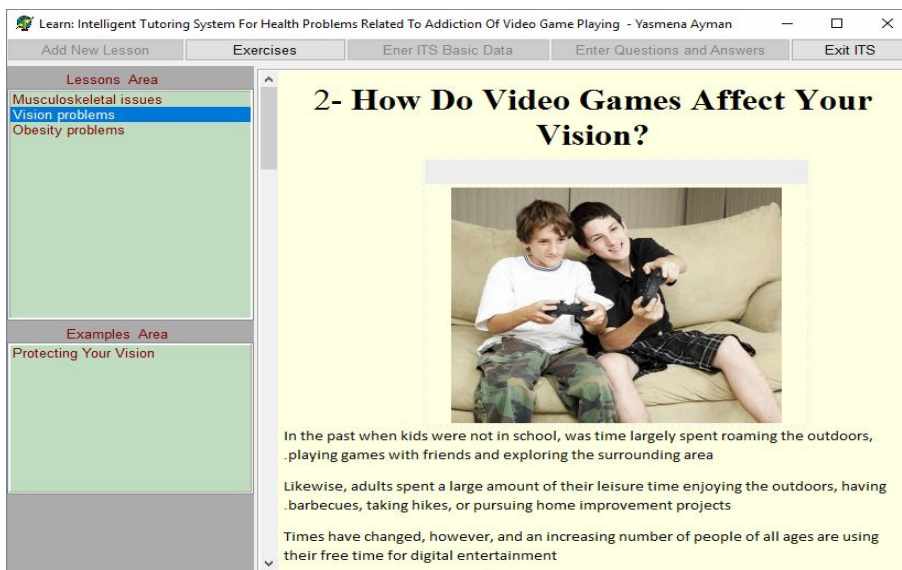 Learn: Intelligent Tutoring System For Health Problems Related To Addiction Of Video Game Playing - Yasmena Ayman
Add New Lesson
Exercises
Ener ITS Basic Data
Enter Questions and Answers
Exit ITS
Lessons Area
Musculoskeletal issues
Vision problems
Obesity problems
Examples Area
Protecting Your Vision
2- How Do Video Games Affect Your
Vision?
In the past when kids were not in school, was time largely spent roaming the outdoors,
.playing games with friends and exploring the surrounding area
Likewise, adults spent a large amount of their leisure time enjoying the outdoors, having
.barbecues, taking hikes, or pursuing home improvement projects
Times have changed, however, and an increasing number of people of all ages are using
their free time for digital entertainment